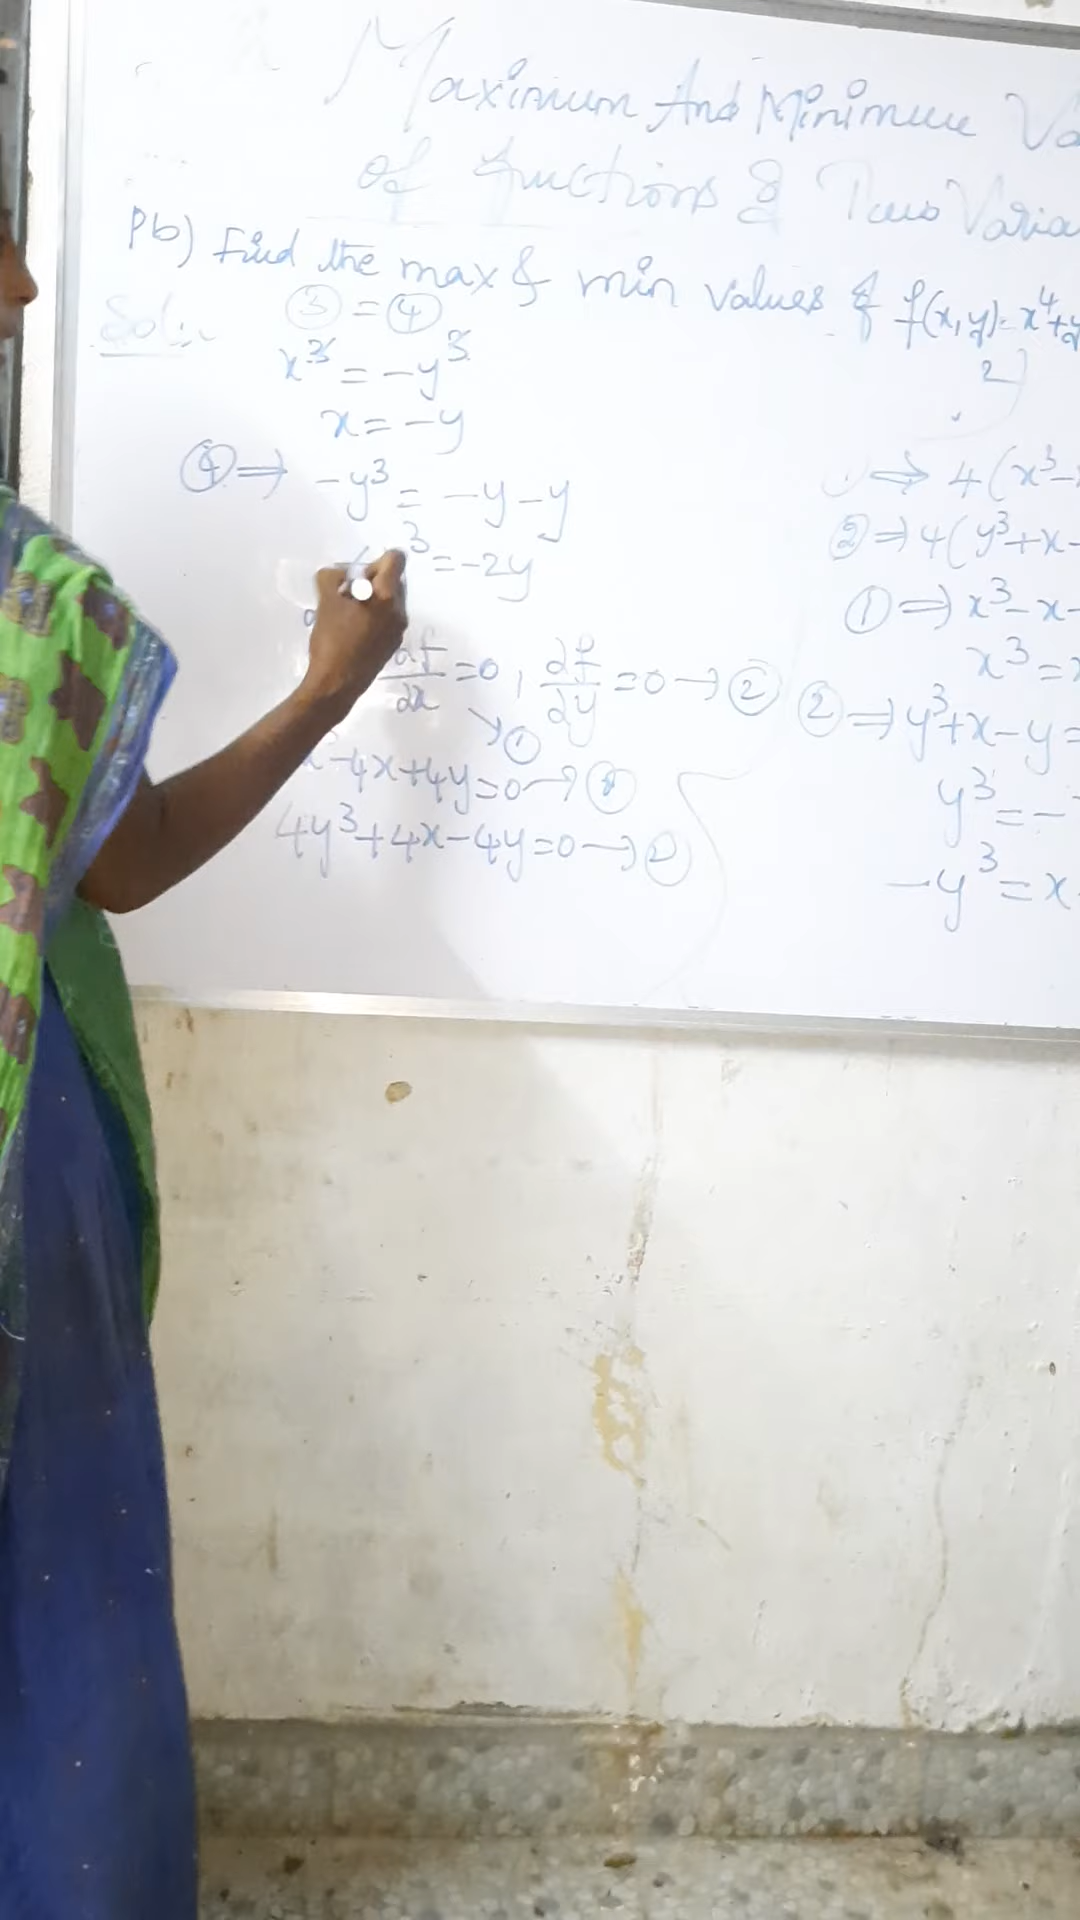 Maximum And Minimum Va
of functions of Two Varia
Pb) Find the max & min values of f(x,y)=x⁴+y
Sol:-
③=④
x³=-y³
x=-y
④⇒ -y³=-y-y
³=-2y
∂f/∂x=0, ∂f/∂y=0→②
↘①
-4x+4y=0→①
4y³+4x-4y=0→②
2)
⇒ 4(x³-
②⇒4(y³+x-
①⇒x³-x-
x³=
②⇒y³+x-y=
y³=-
-y³=x